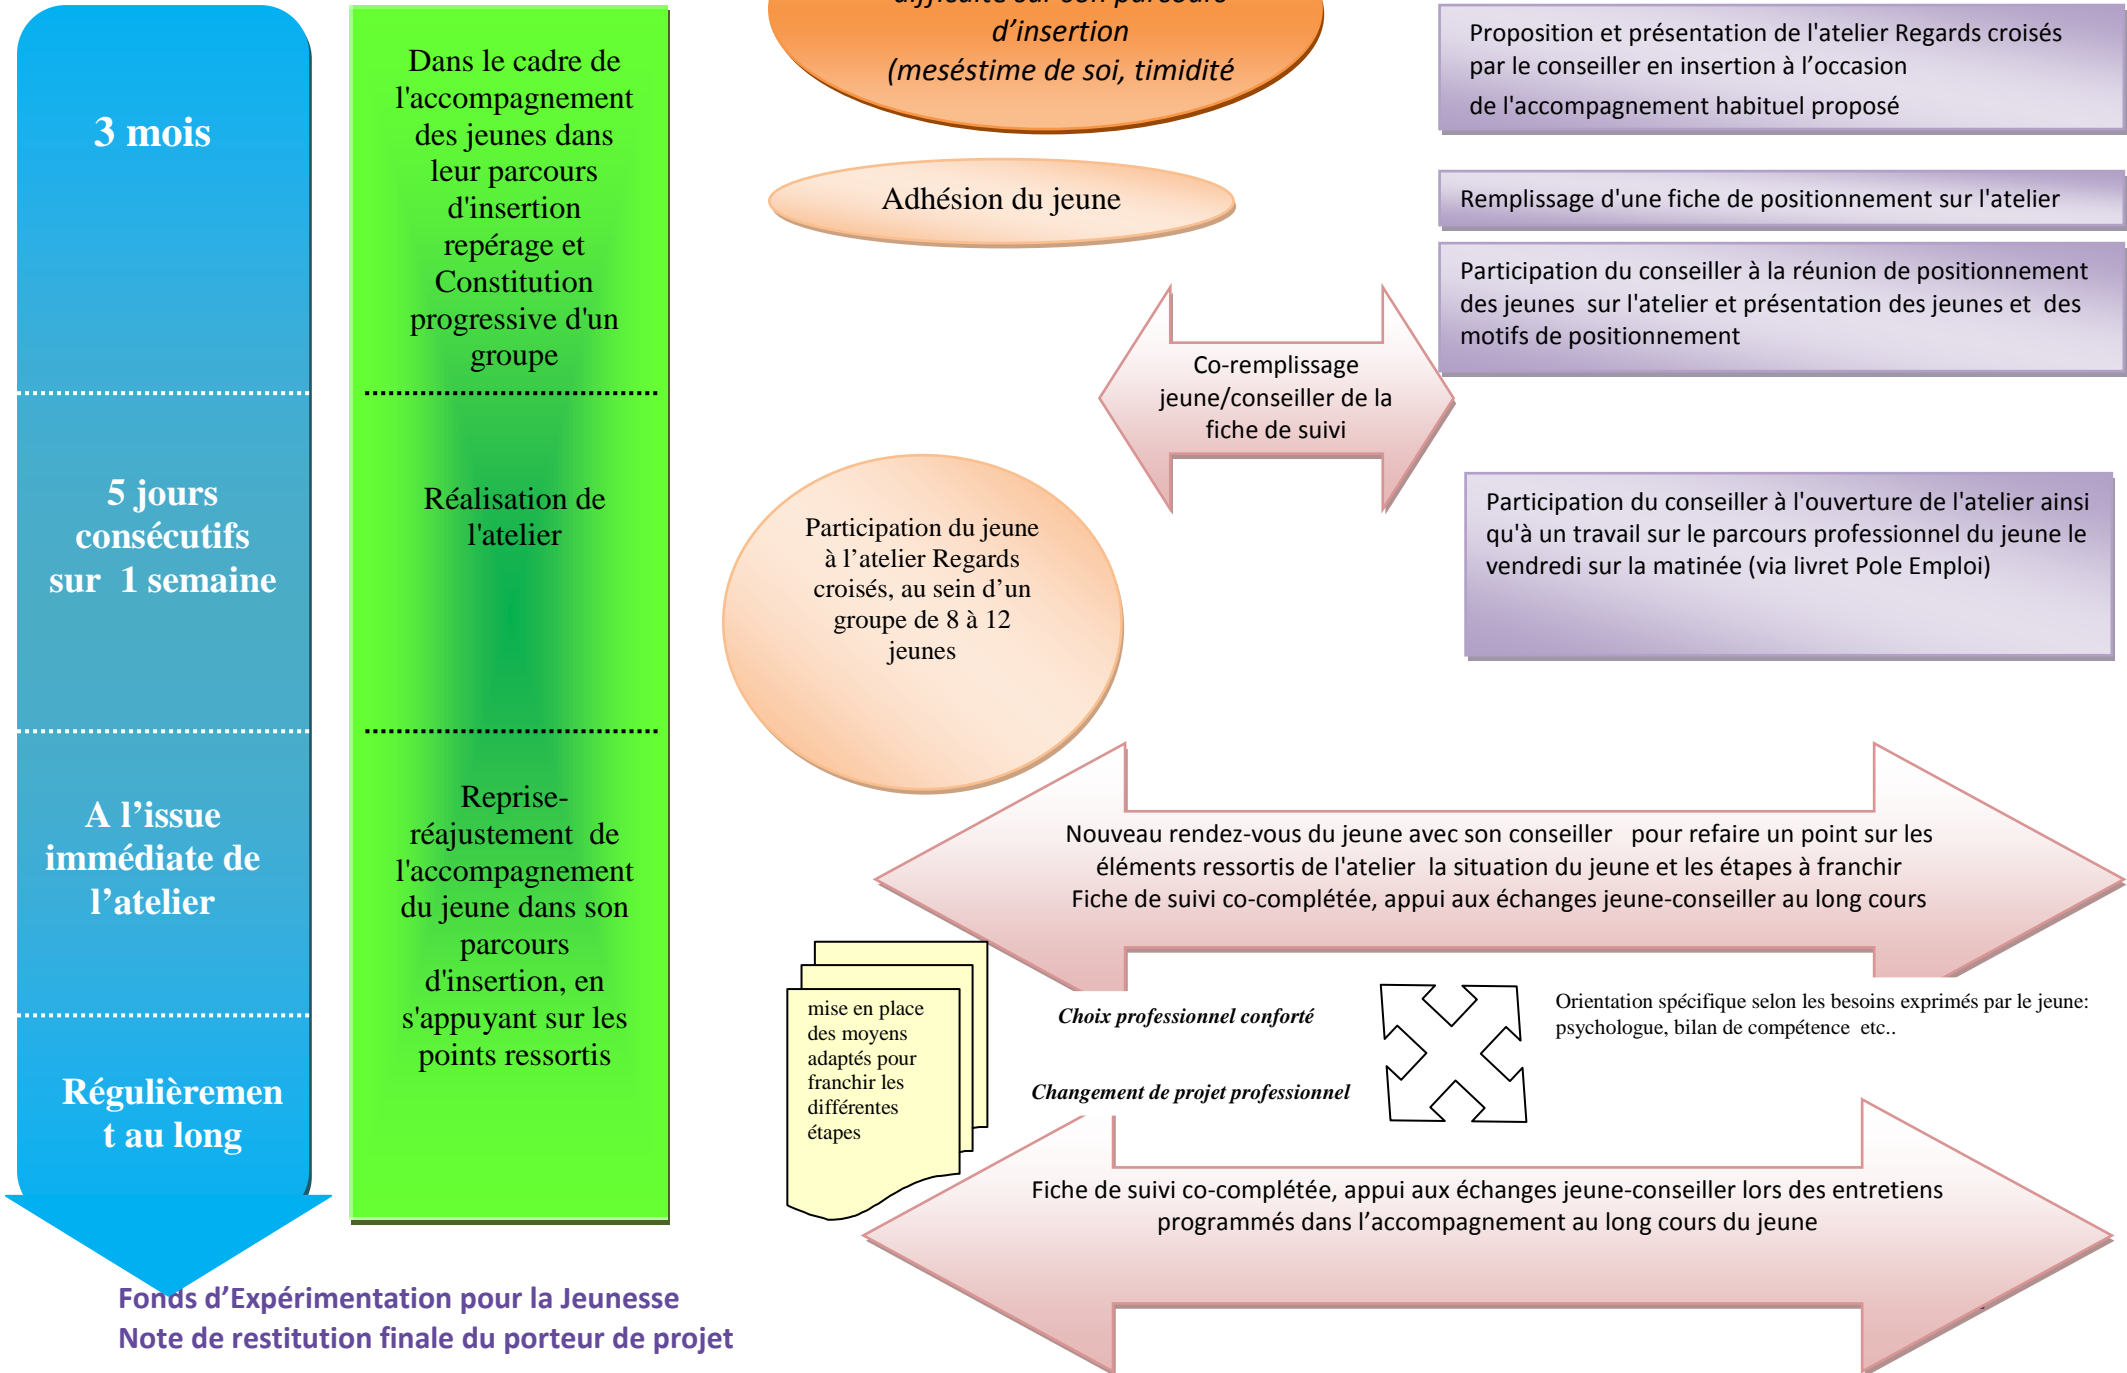 3 mois
5 jours
consécutifs
sur  1 semaine
A l’issue
immédiate de
l’atelier
Régulièremen
t au long
Dans le cadre de
l'accompagnement
des jeunes dans
leur parcours
d'insertion
repérage et
Constitution
progressive d'un
groupe
Réalisation de
l'atelier
Reprise-
réajustement  de
l'accompagnement
du jeune dans son
parcours
d'insertion, en
s'appuyant sur les
points ressortis
difficulté sur son parcours
d’insertion
(mesestime de soi, timidité
Adhésion du jeune
Proposition et présentation de l'atelier Regards croisés
par le conseiller en insertion à l’occasion
de l'accompagnement habituel proposé
Remplissage d'une fiche de positionnement sur l'atelier
Participation du conseiller à la réunion de positionnement
des jeunes  sur l'atelier et présentation des jeunes et  des
motifs de positionnement
Co-remplissage
jeune/conseiller de la
fiche de suivi
Participation du jeune
à l’atelier Regards
croisés, au sein d’un
groupe de 8 à 12
jeunes
Participation du conseiller à l'ouverture de l'atelier ainsi
qu'à un travail sur le parcours professionnel du jeune le
vendredi sur la matinée (via livret Pole Emploi)
Nouveau rendez-vous du jeune avec son conseiller   pour refaire un point sur les
éléments ressortis de l'atelier  la situation du jeune et les étapes à franchir
Fiche de suivi co-complétée, appui aux échanges jeune-conseiller au long cours
mise en place
des moyens
adaptés pour
franchir les
différentes
étapes
Choix professionnel conforté
Changement de projet professionnel
Orientation spécifique selon les besoins exprimés par le jeune:
psychologue, bilan de compétence  etc..
Fiche de suivi co-complétée, appui aux échanges jeune-conseiller lors des entretiens
programmés dans l’accompagnement au long cours du jeune
Fonds d’Expérimentation pour la Jeunesse
Note de restitution finale du porteur de projet